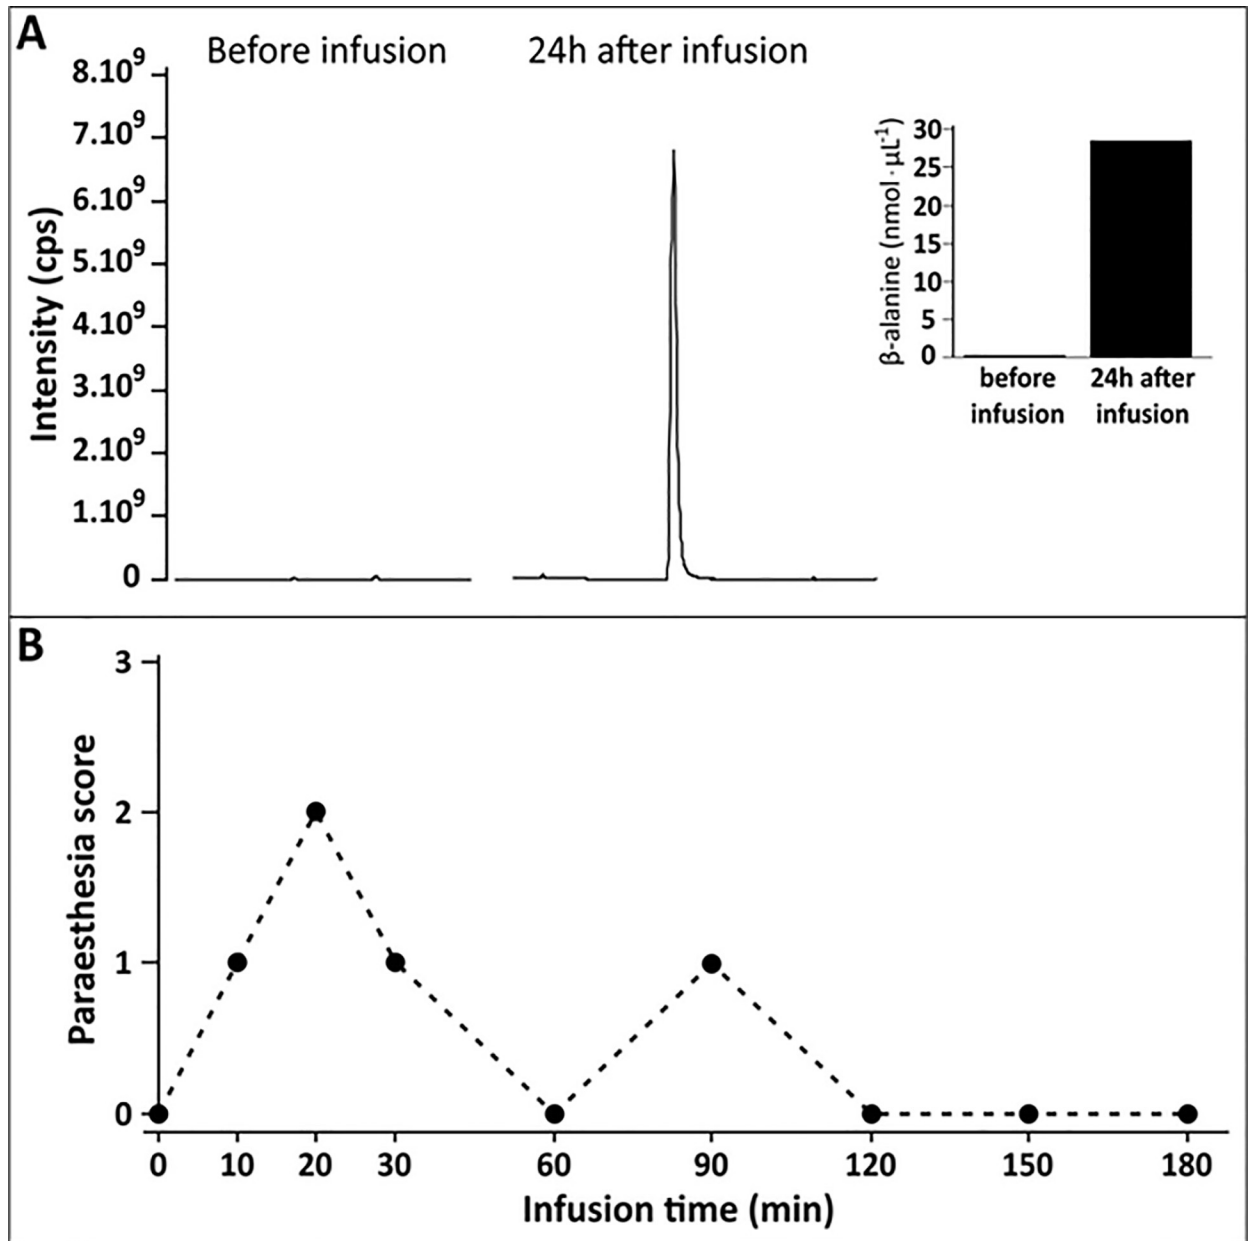 A
Before infusion
24h after infusion
Intensity (cps)
8.10⁹
7.10⁹
6.10⁹
5.10⁹
4.10⁹
3.10⁹
2.10⁹
1.10⁹
0
β-alanine (nmol·µL⁻¹)
30
25
20
15
10
5
0
before
infusion
24h after
infusion
B
Paraesthesia score
3
2
1
0
0 10 20 30 60 90 120 150 180
Infusion time (min)